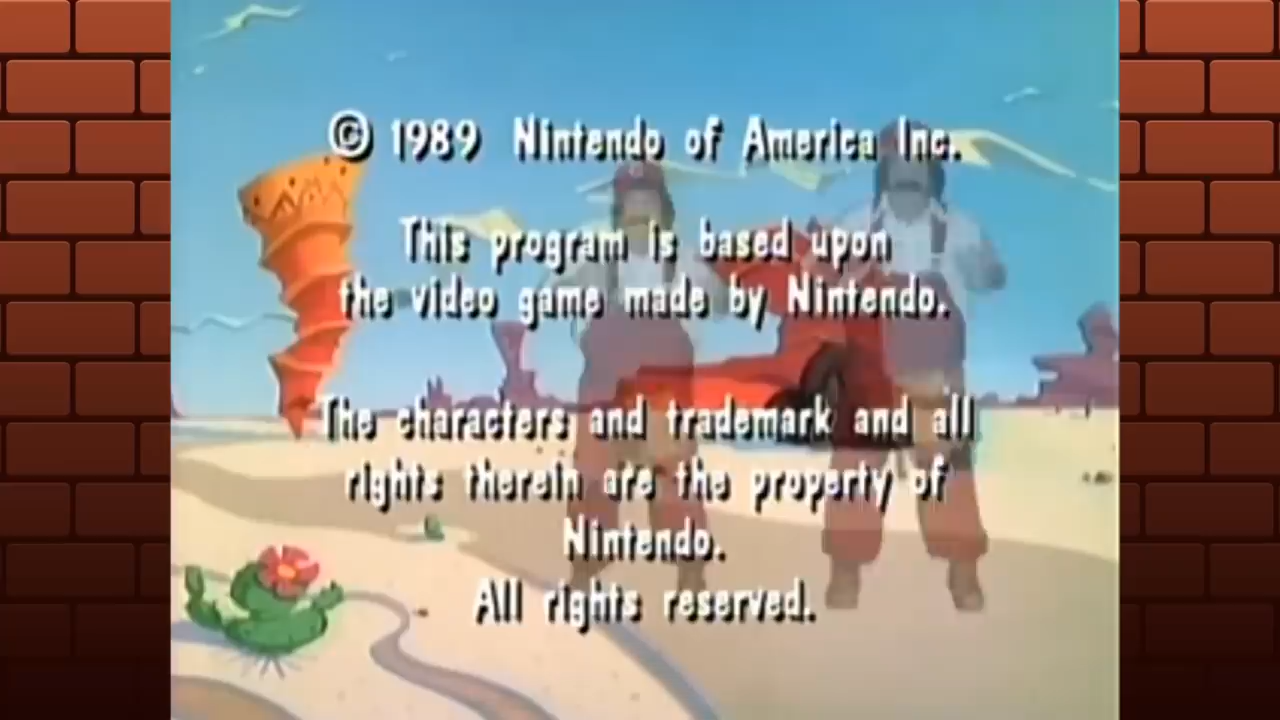 © 1989 Nintendo of America Inc.
This program is based upon
the video game made by Nintendo.
The characters and trademark and all
rights therein are the property of
Nintendo.
All rights reserved.